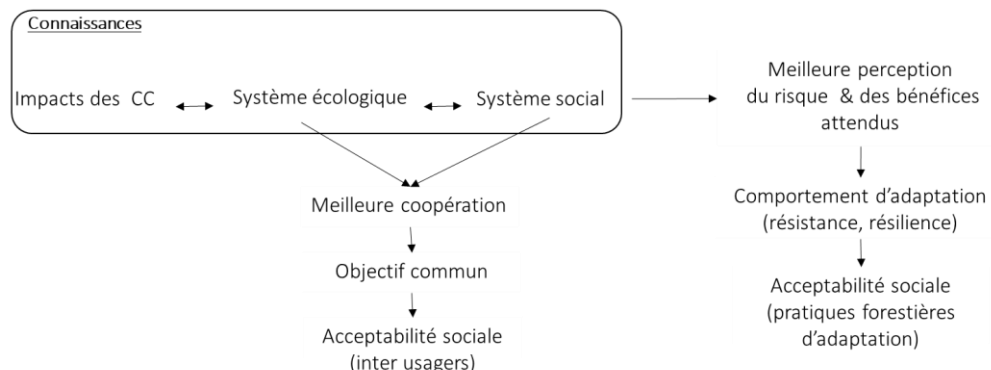 Connaissances
Impacts des CC
Système écologique
Système social
Meilleure perception
du risque & des bénéfices
attendus
Meilleure coopération
Objectif commun
Acceptabilité sociale
(inter usagers)
Comportement d'adaptation
(résistance, résilience)
Acceptabilité sociale
(pratiques forestières
d'adaptation)